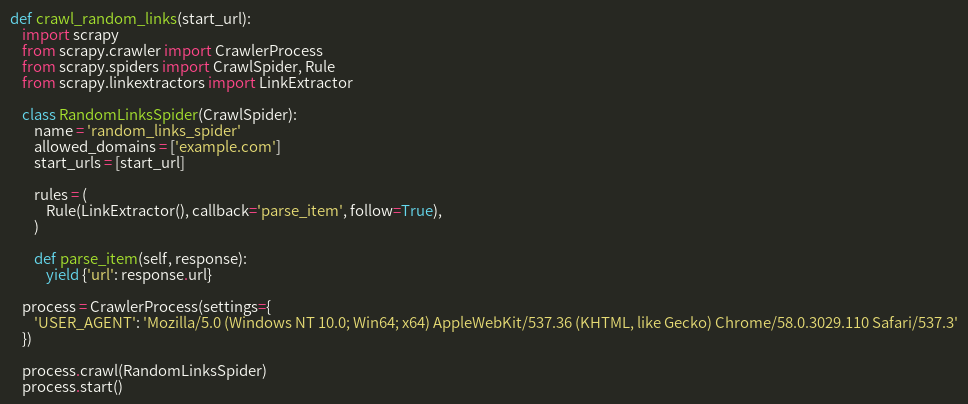 def crawl_random_links(start_url):
    import scrapy
    from scrapy.crawler import CrawlerProcess
    from scrapy.spiders import CrawlSpider, Rule
    from scrapy.linkextractors import LinkExtractor

    class RandomLinksSpider(CrawlSpider):
        name = 'random_links_spider'
        allowed_domains = ['example.com']
        start_urls = [start_url]

        rules = (
            Rule(LinkExtractor(), callback='parse_item', follow=True),
        )

        def parse_item(self, response):
            yield {'url': response.url}

    process = CrawlerProcess(settings={
        'USER_AGENT': 'Mozilla/5.0 (Windows NT 10.0; Win64; x64) AppleWebKit/537.36 (KHTML, like Gecko) Chrome/58.0.3029.110 Safari/537.3'
    })

    process.crawl(RandomLinksSpider)
    process.start()